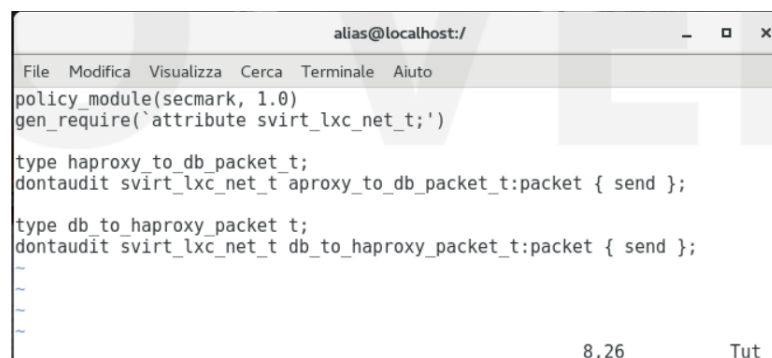 alias@localhost:/
File Modifica Visualizza Cerca Terminale Aiuto
policy_module(secmark, 1.0)
gen_require(`attribute svirt_lxc_net_t;')
type haproxy_to_db_packet_t;
dontaudit svirt_lxc_net_t aproxy_to_db_packet_t:packet { send };
type db_to_haproxy_packet t;
dontaudit svirt_lxc_net_t db_to_haproxy_packet_t:packet { send };
~
~
~
~
8,26 Tut